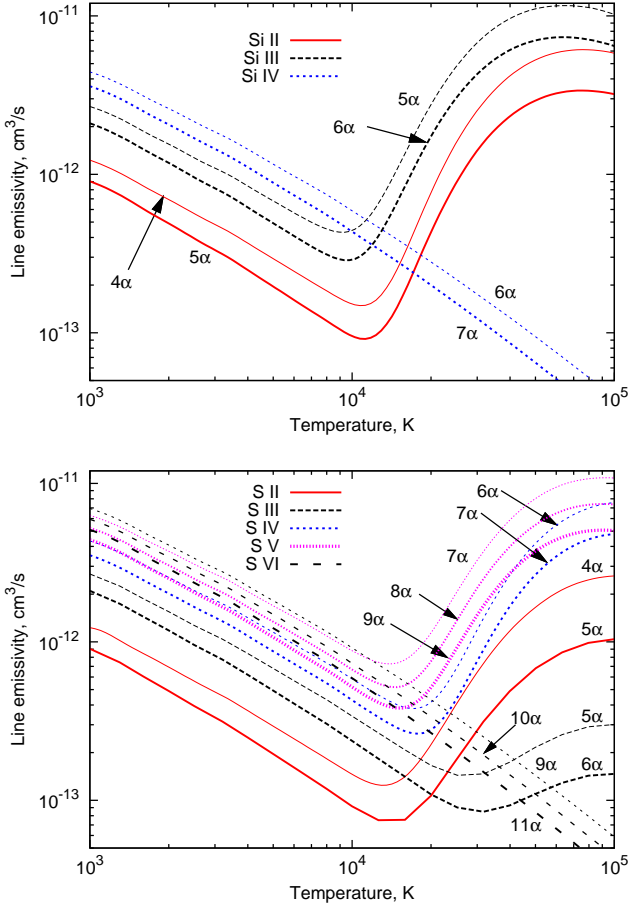 10⁻¹¹
Si II
Si III
Si IV
5α
6α
10⁻¹²
Line emissivity, cm³/s
4α
5α
6α
7α
10⁻¹³
10³
10⁴
10⁵
Temperature, K
10⁻¹¹
S II
S III
S IV
S V
S VI
6α
7α
7α
4α
8α
9α
10⁻¹²
Line emissivity, cm³/s
5α
10α
5α
9α
6α
10⁻¹³
11α
10³
10⁴
10⁵
Temperature, K